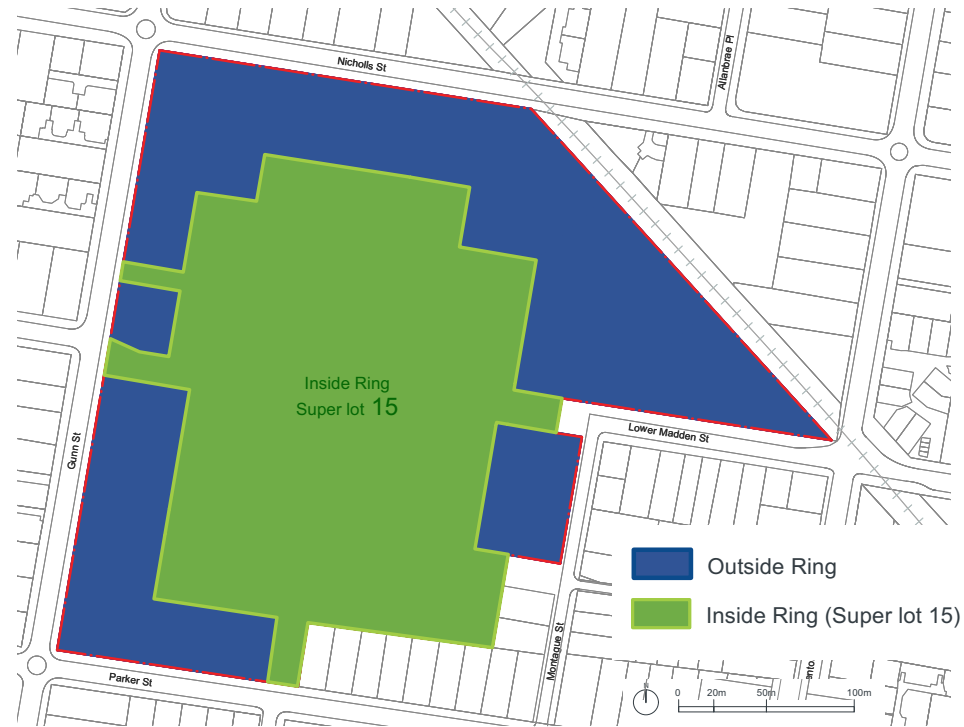 Nicholls St
Allanbrae Pl
Inside Ring
Super lot 15
Gunn St
Lower Madden St
Outside Ring
Inside Ring (Super lot 15)
Montague St
Parker St
N
0 20m 50m 100m